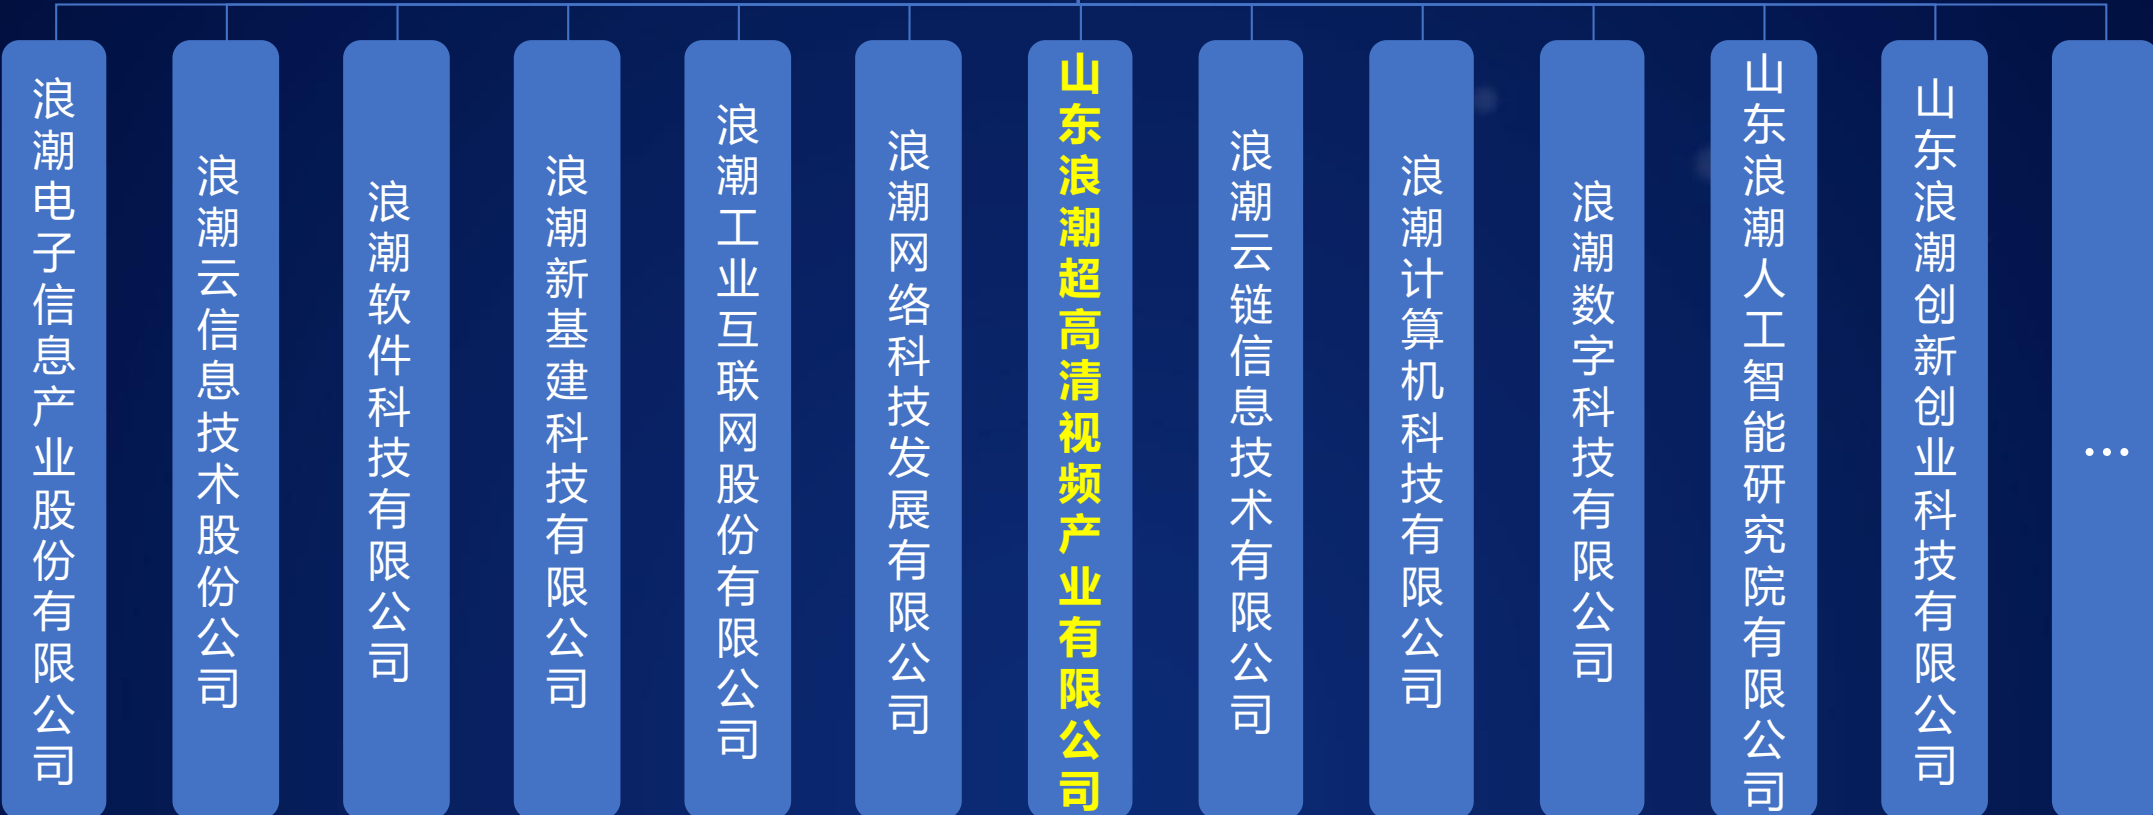 浪潮电子信息产业股份有限公司
浪潮云信息技术股份公司
浪潮软件科技有限公司
浪潮新基建科技有限公司
浪潮工业互联网股份有限公司
浪潮网络科技发展有限公司
山东浪潮超高清视频产业有限公司
浪潮云链信息技术有限公司
浪潮计算机科技有限公司
浪潮数字科技有限公司
山东浪潮人工智能研究院有限公司
山东浪潮创新创业科技有限公司
…